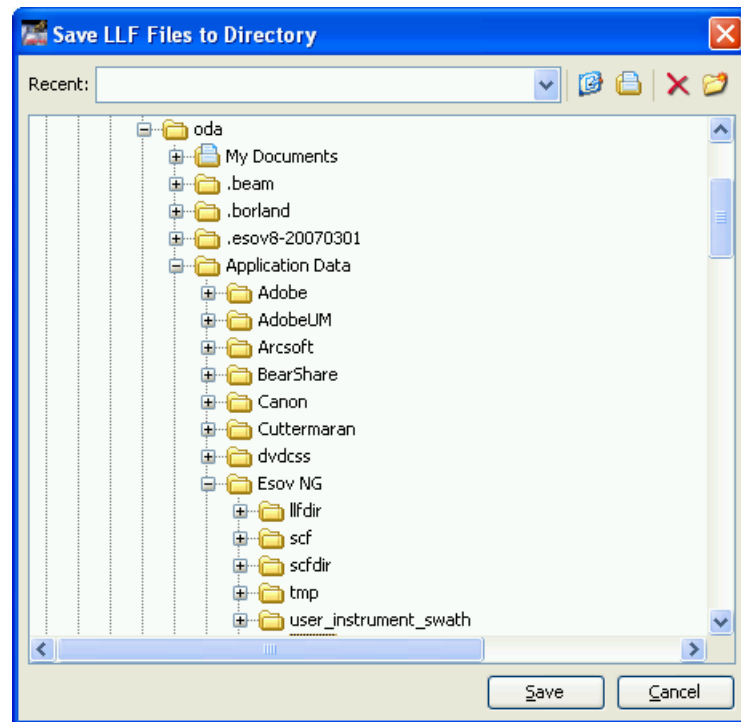 Save LLF Files to Directory
Recent:
oda
My Documents
.beam
.borland
.esov8-20070301
Application Data
Adobe
AdobeUM
Arcsoft
BearShare
Canon
Cuttermaran
dvdcss
Esov NG
llfdir
scf
scfdir
tmp
user_instrument_swath
Save Cancel